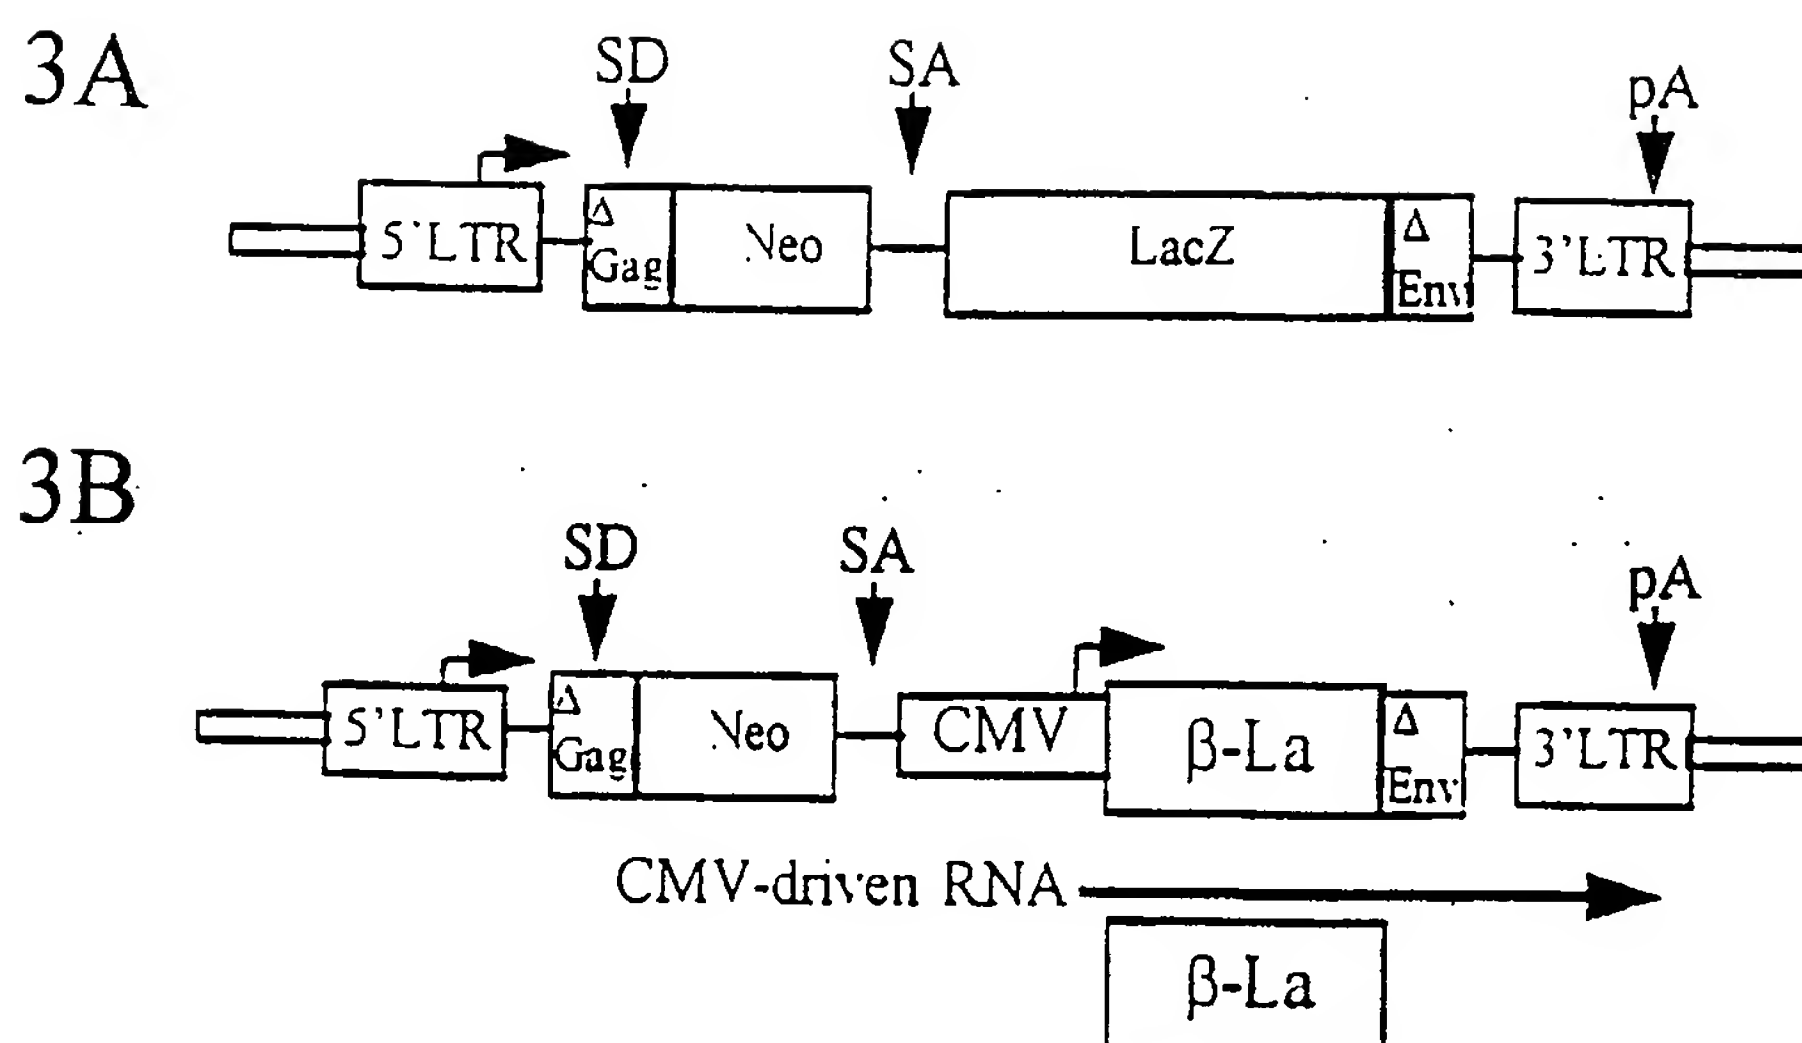 3A
SD
SA
pA
5'LTR
Δ
Gag
Neo
LacZ
Δ
Env
3'LTR
3B
SD
SA
pA
5'LTR
Δ
Gag
Neo
CMV
β-La
Δ
Env
3'LTR
CMV-driven RNA
β-La